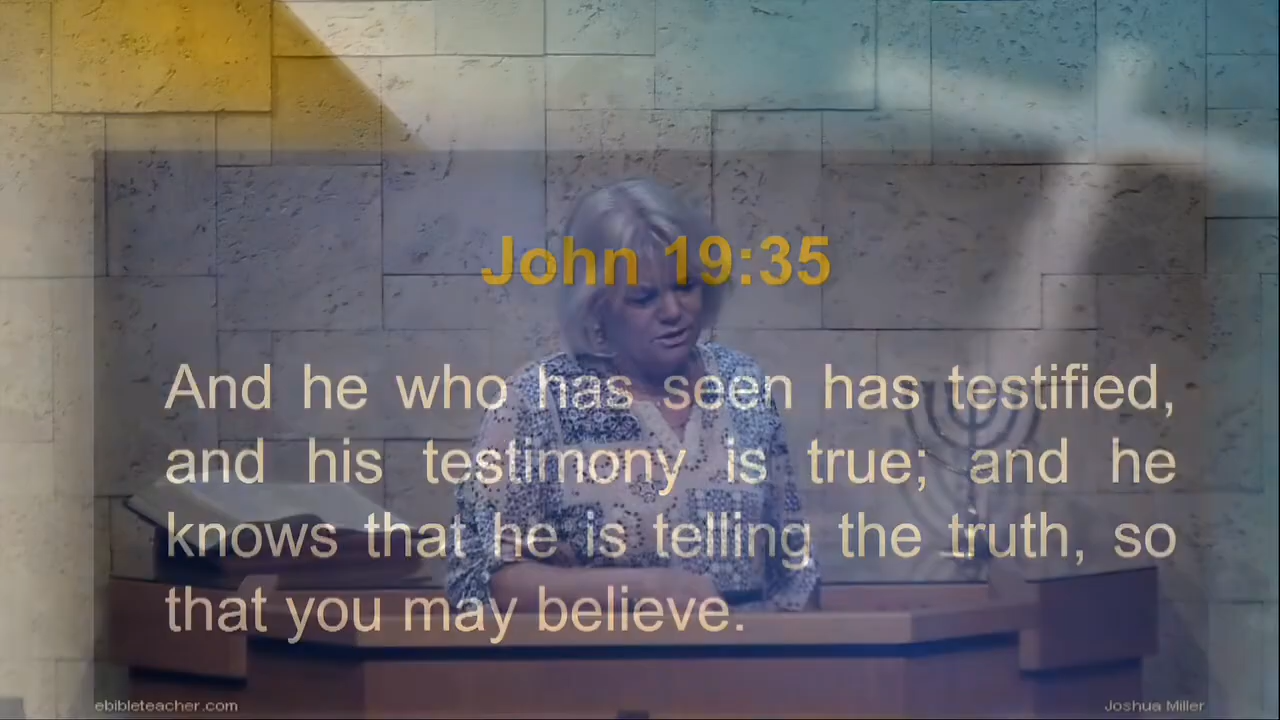 John 19:35
And he who has seen has testified,
and his testimony is true; and he
knows that he is telling the truth, so
that you may believe.
ebibleteacher.com
Joshua Miller